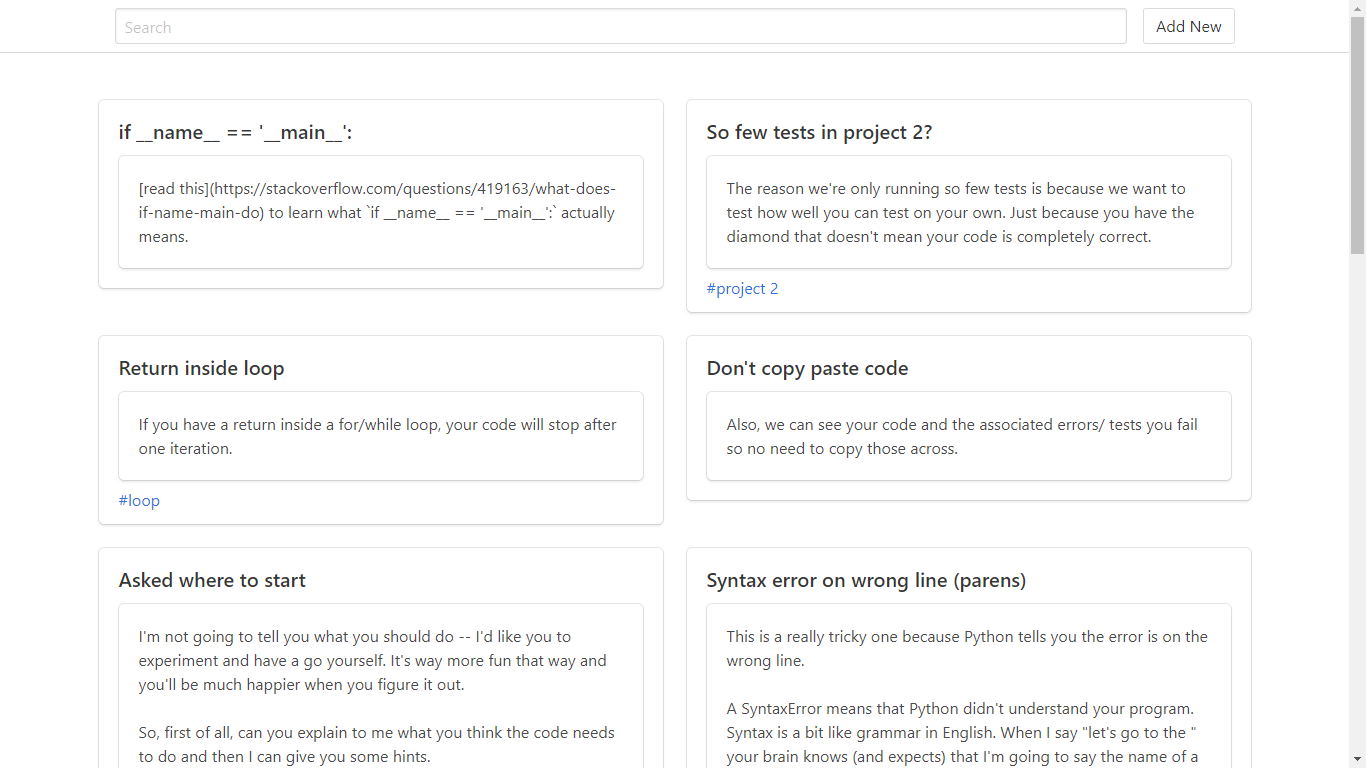 Search
Add New
if __name__ == '__main__':
[read this](https://stackoverflow.com/questions/419163/what-does-
if-name-main-do) to learn what `if __name__ == '__main__':` actually
means.
So few tests in project 2?
The reason we're only running so few tests is because we want to
test how well you can test on your own. Just because you have the
diamond that doesn't mean your code is completely correct.
#project 2
Return inside loop
If you have a return inside a for/while loop, your code will stop after
one iteration.
#loop
Don't copy paste code
Also, we can see your code and the associated errors/ tests you fail
so no need to copy those across.
Asked where to start
I'm not going to tell you what you should do -- I'd like you to
experiment and have a go yourself. It's way more fun that way and
you'll be much happier when you figure it out.
So, first of all, can you explain to me what you think the code needs
to do and then I can give you some hints.
Syntax error on wrong line (parens)
This is a really tricky one because Python tells you the error is on the
wrong line.
A SyntaxError means that Python didn't understand your program.
Syntax is a bit like grammar in English. When I say "let's go to the "
your brain knows (and expects) that I'm going to say the name of a